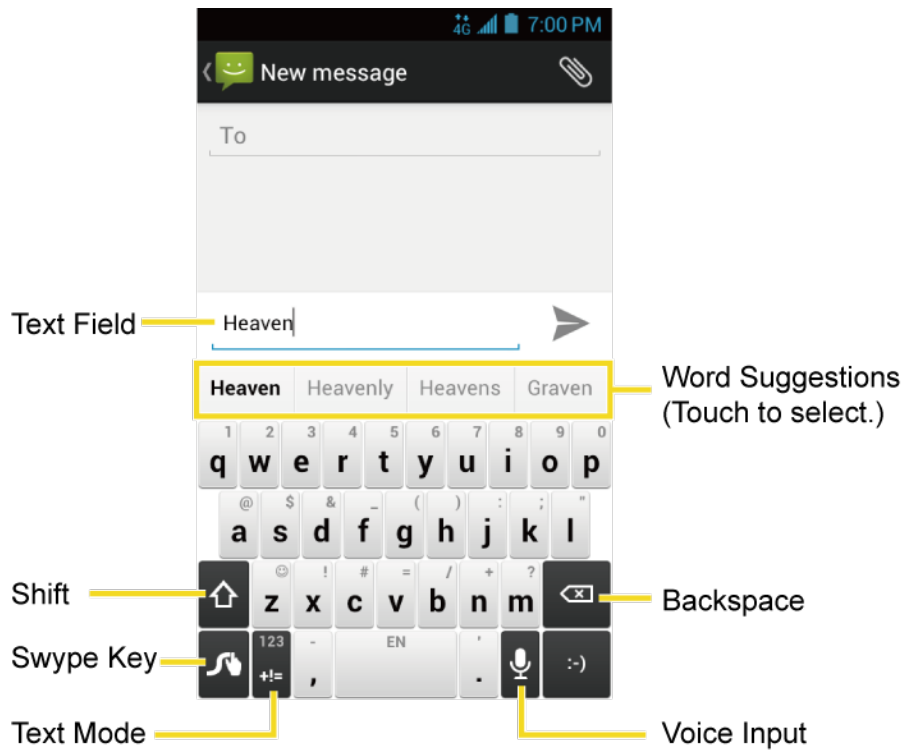 4G 7:00 PM
New message
To
Text Field
Heaven
Heaven Heavenly Heavens Graven
Word Suggestions
(Touch to select.)
1 2 3 4 5 6 7 8 9 0
q w e r t y u i o p
@ $ & _ ( ) : ; "
a s d f g h j k l
☺ ! # = / + ?
Shift
z x c v b n m
Backspace
Swype Key
123 - EN '
+!= , . :-)
Text Mode
Voice Input